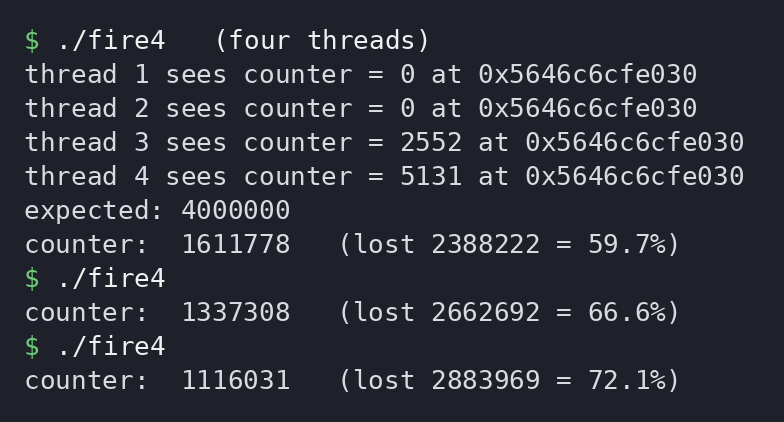 $ ./fire4   (four threads)
thread 1 sees counter = 0 at 0x5646c6cfe030
thread 2 sees counter = 0 at 0x5646c6cfe030
thread 3 sees counter = 2552 at 0x5646c6cfe030
thread 4 sees counter = 5131 at 0x5646c6cfe030
expected: 4000000
counter:  1611778   (lost 2388222 = 59.7%)
$ ./fire4
counter:  1337308   (lost 2662692 = 66.6%)
$ ./fire4
counter:  1116031   (lost 2883969 = 72.1%)